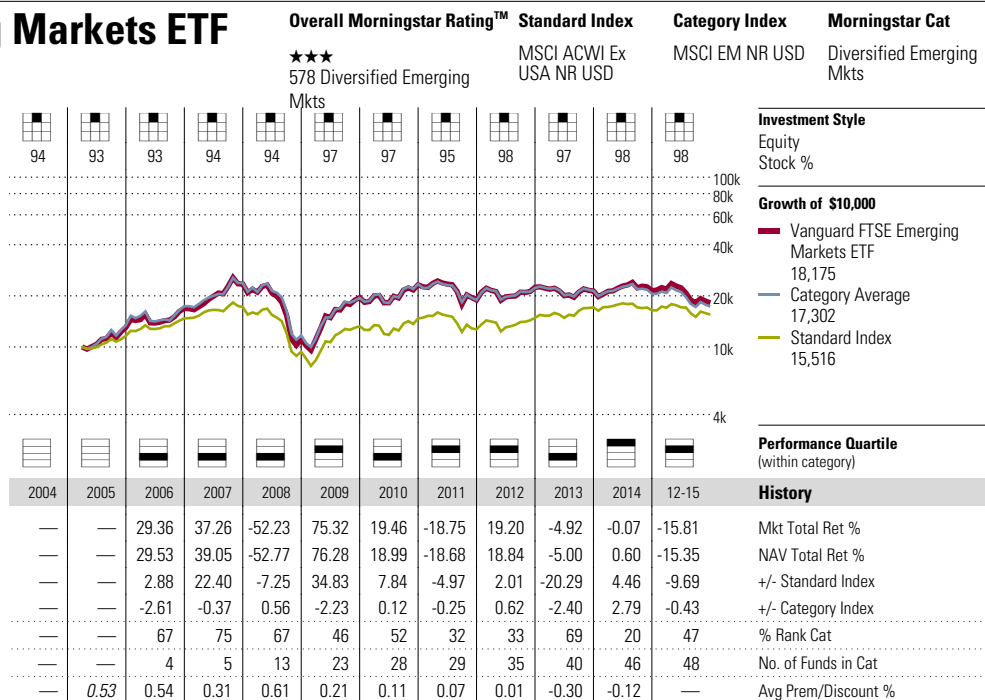 g Markets ETF
Overall Morningstar Rating™ Standard Index Category Index Morningstar Cat
★★★ MSCI ACWI Ex MSCI EM NR USD Diversified Emerging
578 Diversified Emerging USA NR USD Mkts
Mkts
Investment Style
Equity
Stock %
94 93 93 94 94 97 97 95 98 97 98 98
100k
80k
60k
40k
20k
10k
4k
Growth of $10,000
Vanguard FTSE Emerging
Markets ETF
18,175
Category Average
17,302
Standard Index
15,516
Performance Quartile
(within category)
2004 2005 2006 2007 2008 2009 2010 2011 2012 2013 2014 12-15 History
— — 29.36 37.26 -52.23 75.32 19.46 -18.75 19.20 -4.92 -0.07 -15.81 Mkt Total Ret %
— — 29.53 39.05 -52.77 76.28 18.99 -18.68 18.84 -5.00 0.60 -15.35 NAV Total Ret %
— — 2.88 22.40 -7.25 34.83 7.84 -4.97 2.01 -20.29 4.46 -9.69 +/- Standard Index
— — -2.61 -0.37 0.56 -2.23 0.12 -0.25 0.62 -2.40 2.79 -0.43 +/- Category Index
— — 67 75 67 46 52 32 33 69 20 47 % Rank Cat
— — 4 5 13 23 28 29 35 40 46 48 No. of Funds in Cat
— 0.53 0.54 0.31 0.61 0.21 0.11 0.07 0.01 -0.30 -0.12 — Avg Prem/Discount %